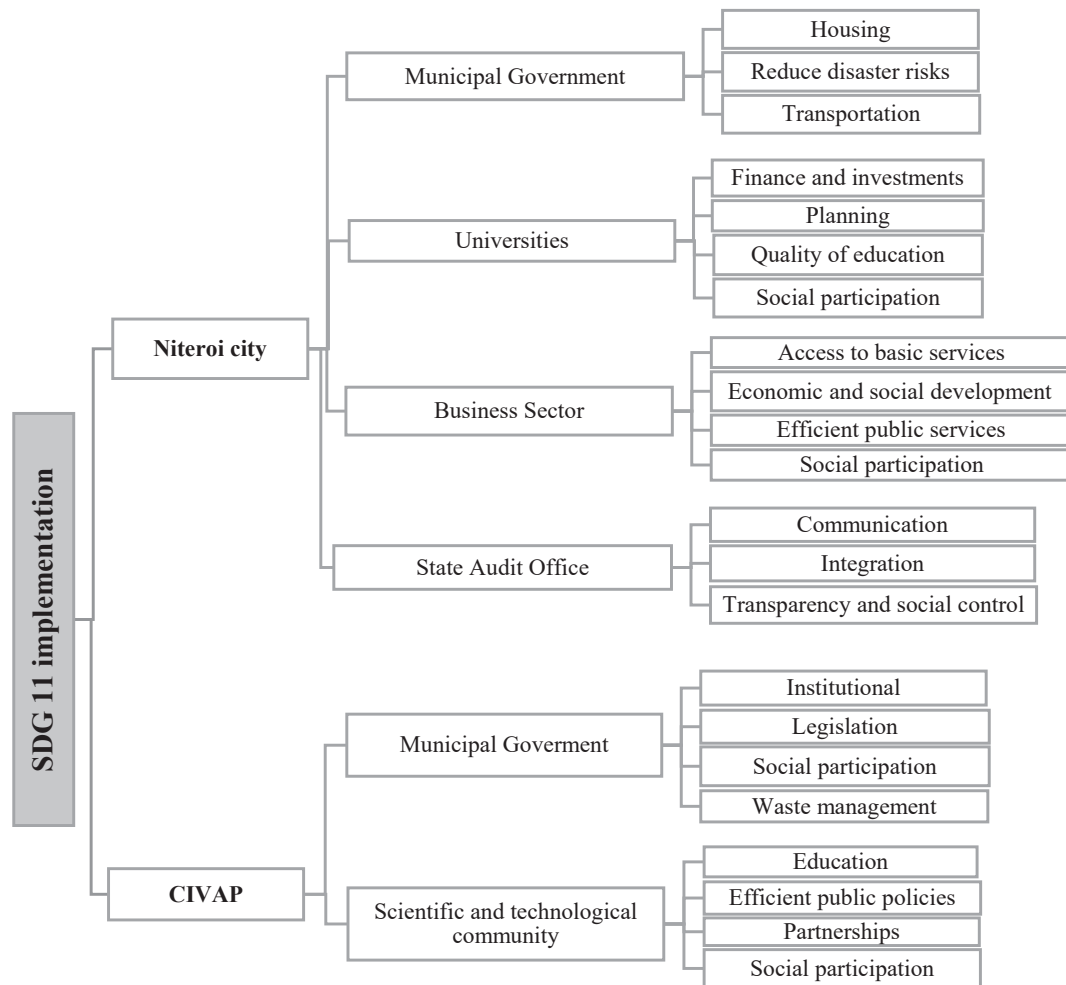 SDG 11 implementation
Niteroi city
Municipal Government
Housing
Reduce disaster risks
Transportation
Universities
Finance and investments
Planning
Quality of education
Social participation
Business Sector
Access to basic services
Economic and social development
Efficient public services
Social participation
State Audit Office
Communication
Integration
Transparency and social control
CIVAP
Municipal Goverment
Institutional
Legislation
Social participation
Waste management
Scientific and technological
community
Education
Efficient public policies
Partnerships
Social participation